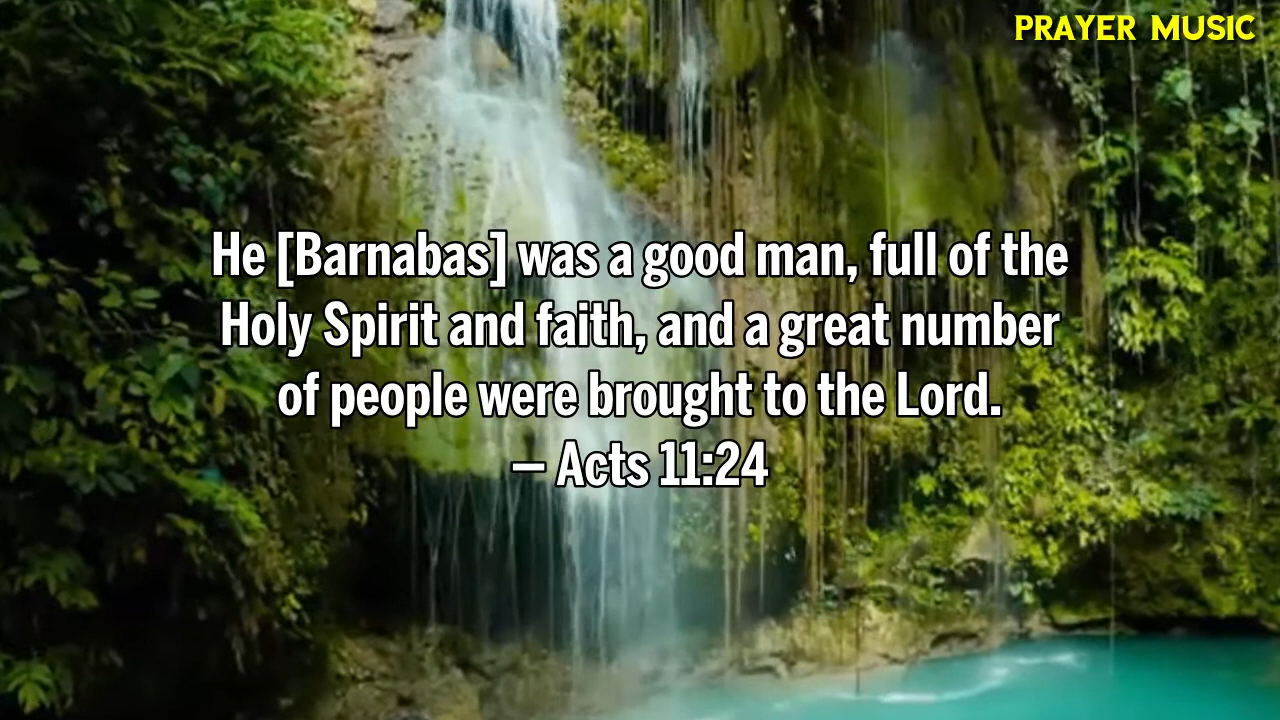 PRAYER MUSIC
He [Barnabas] was a good man, full of the
Holy Spirit and faith, and a great number
of people were brought to the Lord.
– Acts 11:24